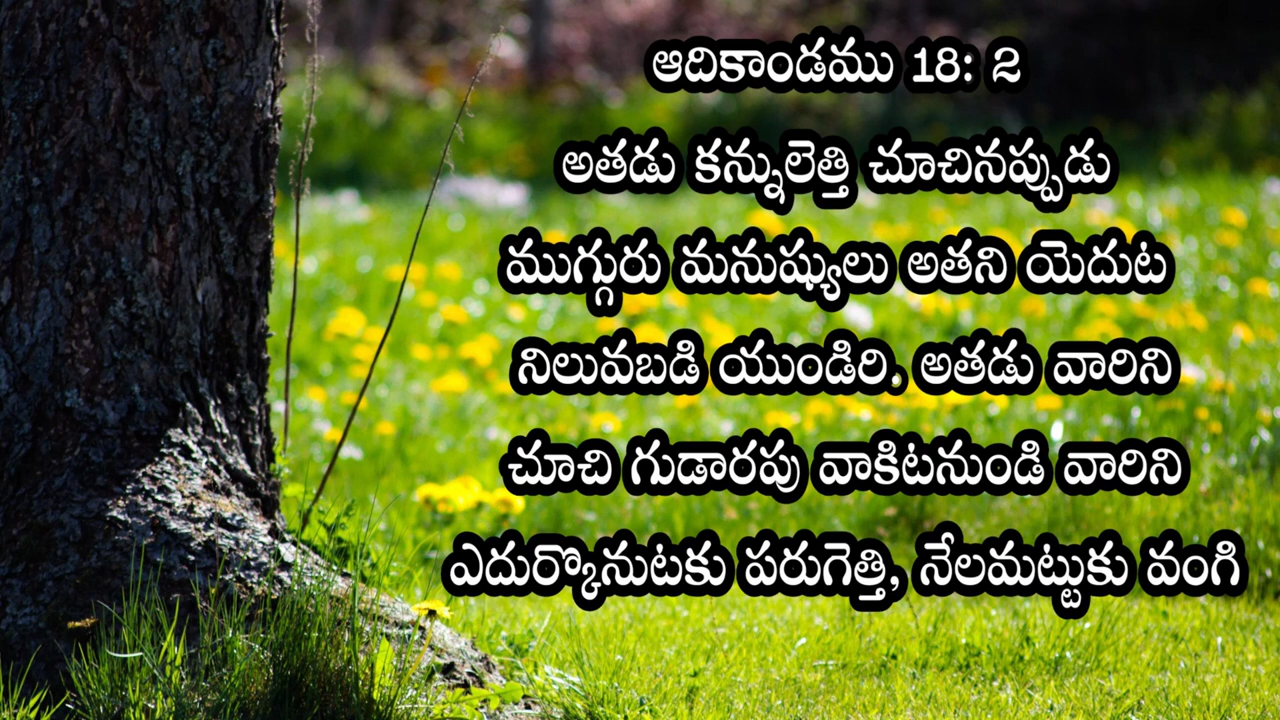 ఆదికాండము 18: 2
అతడు కన్నులెత్తి చూచినప్పుడు
ముగ్గురు మనుష్యులు అతని యెదుట
నిలువబడి యుండిరి. అతడు వారిని
చూచి గుడారపు వాకిటనుండి వారిని
ఎదుర్కొనుటకు పరుగెత్తి, నేలమట్టుకు వంగి